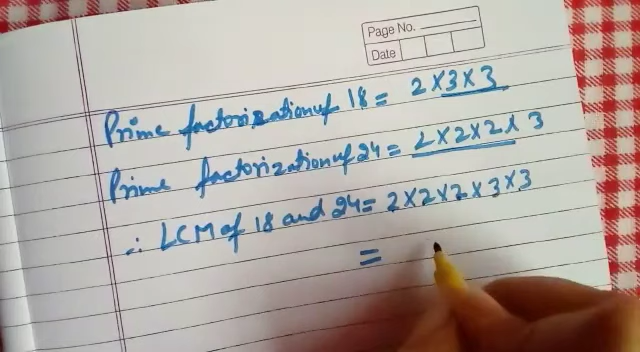 Page No.
Date
Prime factorization of 18 = 2×3×3
Prime factorization of 24 = 2×2×2×3
∴ LCM of 18 and 24 = 2×2×2×3×3
=